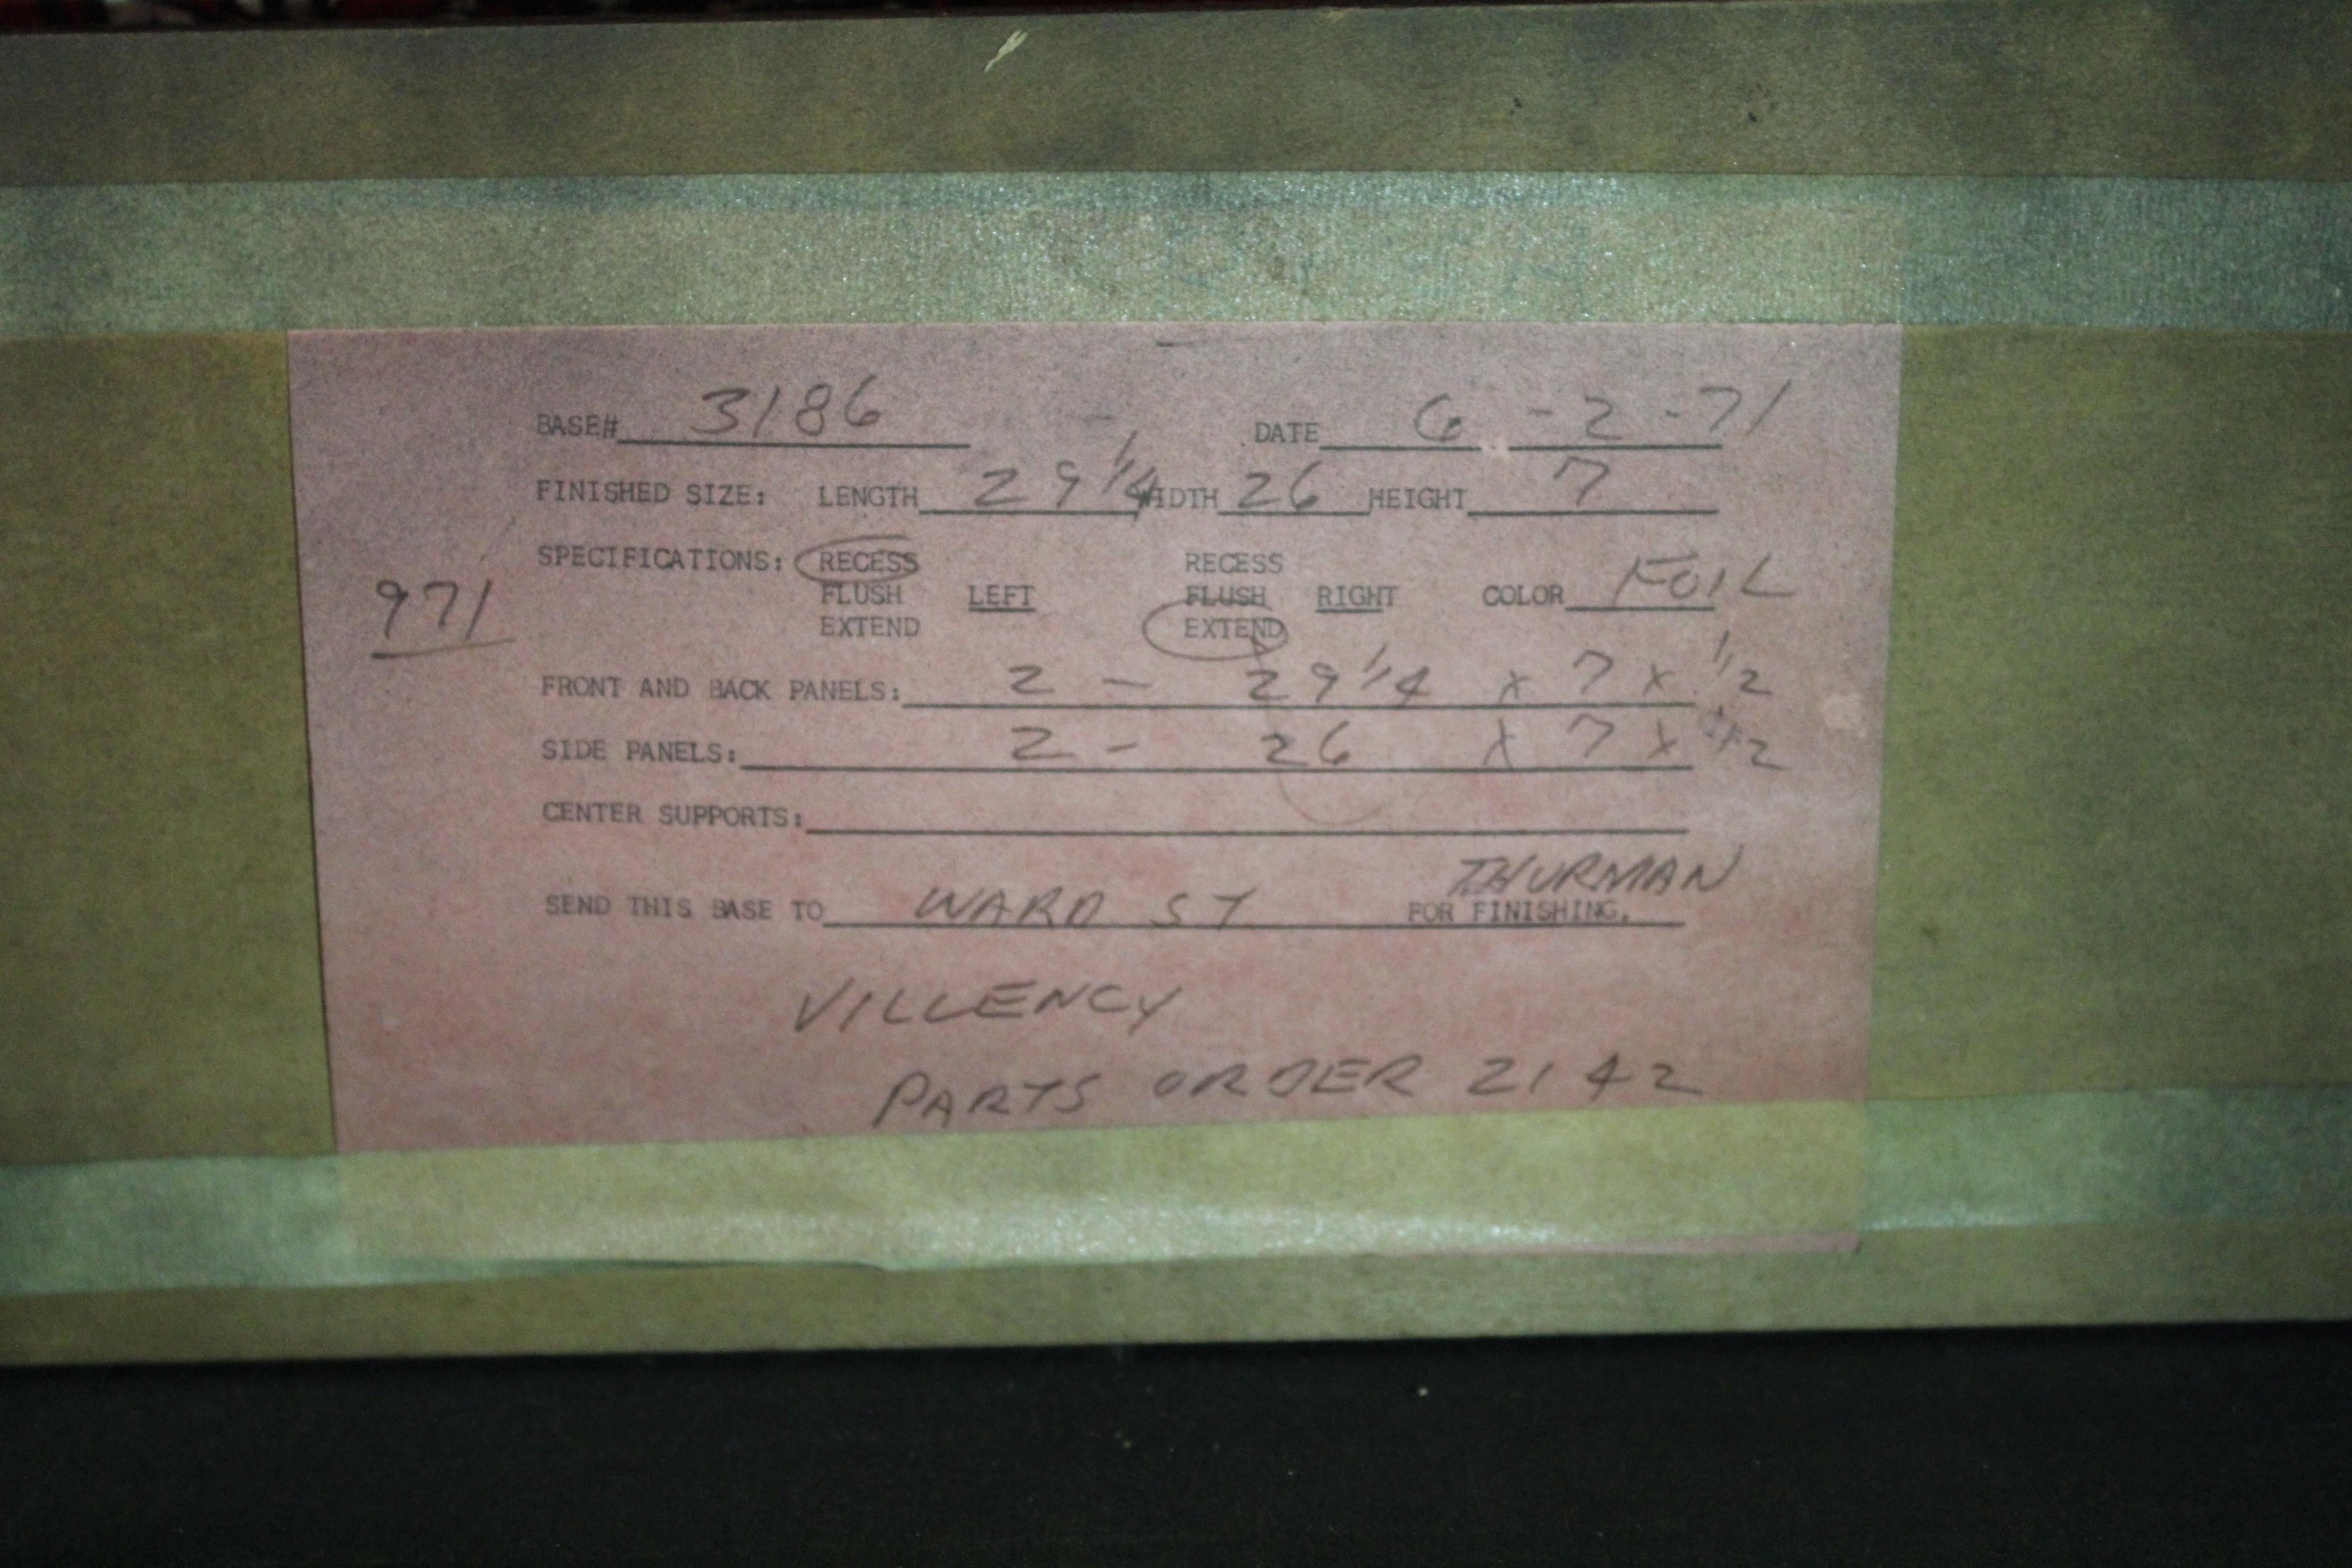 BASE# 3186 DATE 6 - 2 - 71
FINISHED SIZE: LENGTH 29 1/4 WIDTH 26 HEIGHT 7
SPECIFICATIONS: RECESS RECESS
971 FLUSH LEFT FLUSH RIGHT COLOR FOIL
EXTEND EXTEND
FRONT AND BACK PANELS: 2 - 29 1/4 x 7 x 1/2
SIDE PANELS: 2 - 26 x 7 x 1/2
CENTER SUPPORTS:
THURMAN
SEND THIS BASE TO WARD ST FOR FINISHING.
VILLENCY
PARTS ORDER 2142